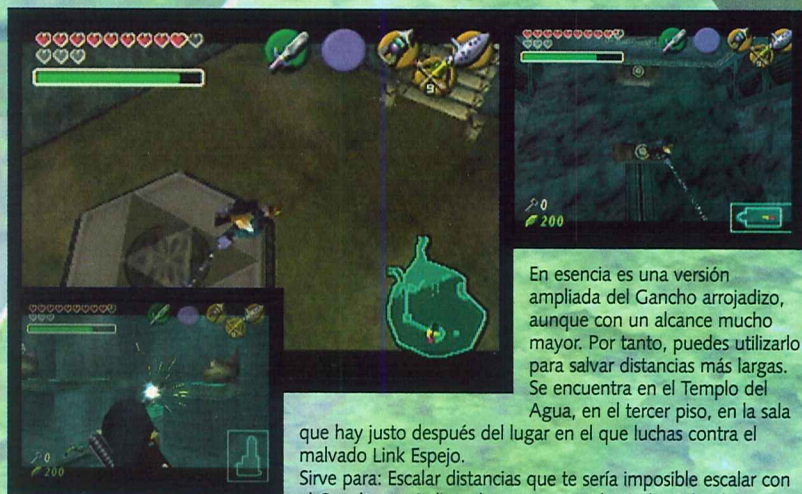 9
0
200
0
200
En esencia es una versión
ampliada del Gancho arrojadizo,
aunque con un alcance mucho
mayor. Por tanto, puedes utilizarlo
para salvar distancias más largas.
Se encuentra en el Templo del
Agua, en el tercer piso, en la sala
que hay justo después del lugar en el que luchas contra el
malvado Link Espejo.
Sirve para: Escalar distancias que te sería imposible escalar con